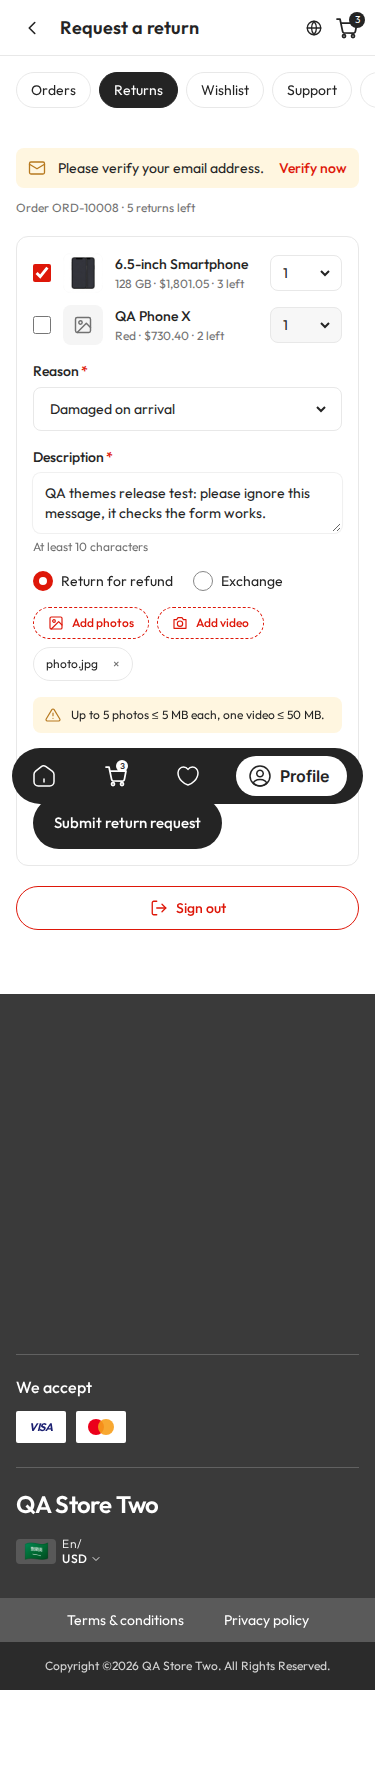 Request a return
3
Orders
Returns
Wishlist
Support
Please verify your email address.
Verify now
Order ORD-10008 · 5 returns left
6.5-inch Smartphone
128 GB · $1,801.05 · 3 left
1
QA Phone X
Red · $730.40 · 2 left
1
Reason *
Damaged on arrival
Description *
QA themes release test: please ignore this
message, it checks the form works.
At least 10 characters
Return for refund
Exchange
Add photos
Add video
photo.jpg ×
Up to 5 photos ≤ 5 MB each, one video ≤ 50 MB.
3
Profile
Submit return request
Sign out
We accept
VISA
QA Store Two
En/
USD
Terms & conditions
Privacy policy
Copyright ©2026 QA Store Two. All Rights Reserved.